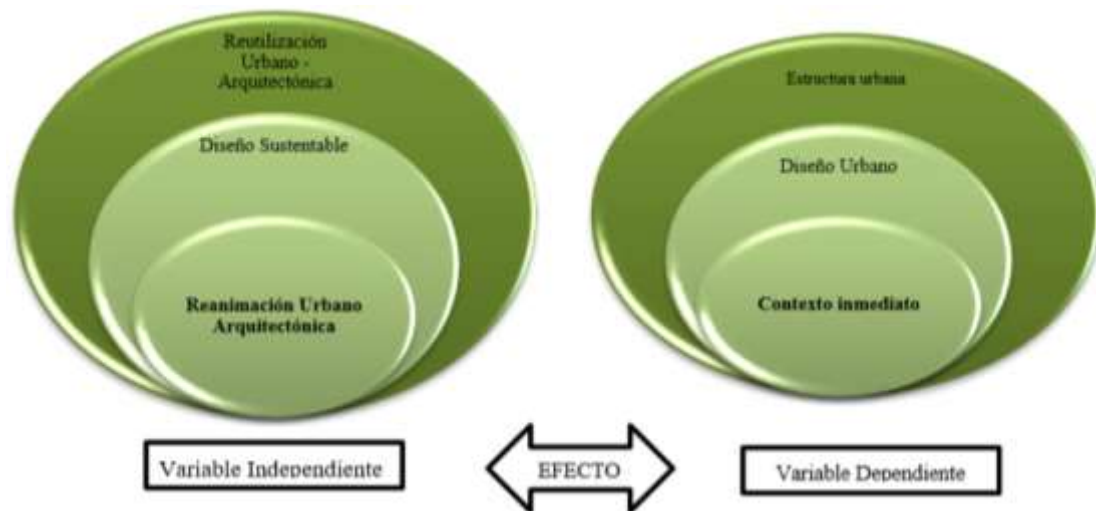 Reutilización
Urbano -
Arquitectónica
Diseño Sustentable
Reanimación Urbano
Arquitectónica
Variable Independiente
EFECTO
Estructura urbana
Diseño Urbano
Contexto inmediato
Variable Dependiente